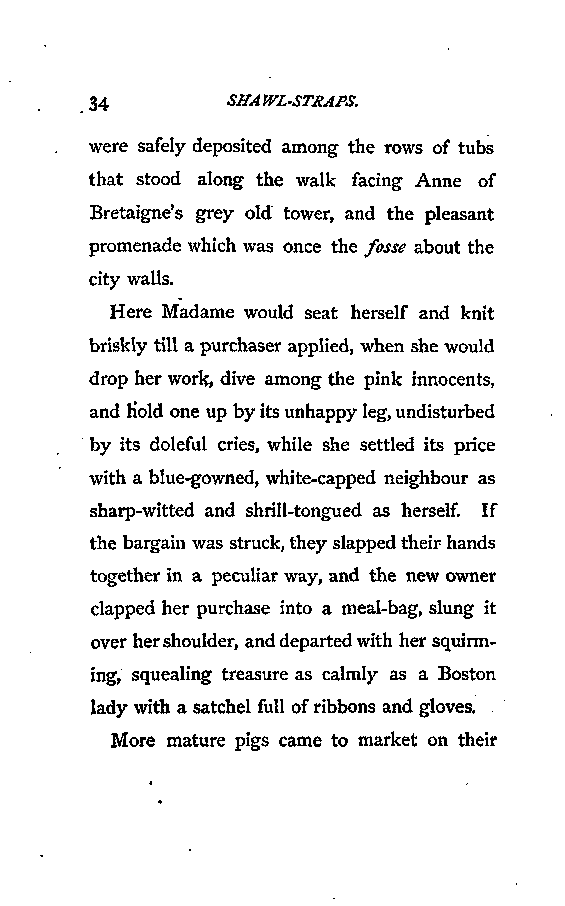 34 SHAWL-STRAPS.
were safely deposited among the rows of tubs
that stood along the walk facing Anne of
Bretaigne's grey old tower, and the pleasant
promenade which was once the fosse about the
city walls.
Here Madame would seat herself and knit
briskly till a purchaser applied, when she would
drop her work, dive among the pink innocents,
and hold one up by its unhappy leg, undisturbed
by its doleful cries, while she settled its price
with a blue-gowned, white-capped neighbour as
sharp-witted and shrill-tongued as herself. If
the bargain was struck, they slapped their hands
together in a peculiar way, and the new owner
clapped her purchase into a meal-bag, slung it
over her shoulder, and departed with her squirm-
ing, squealing treasure as calmly as a Boston
lady with a satchel full of ribbons and gloves.
More mature pigs came to market on their